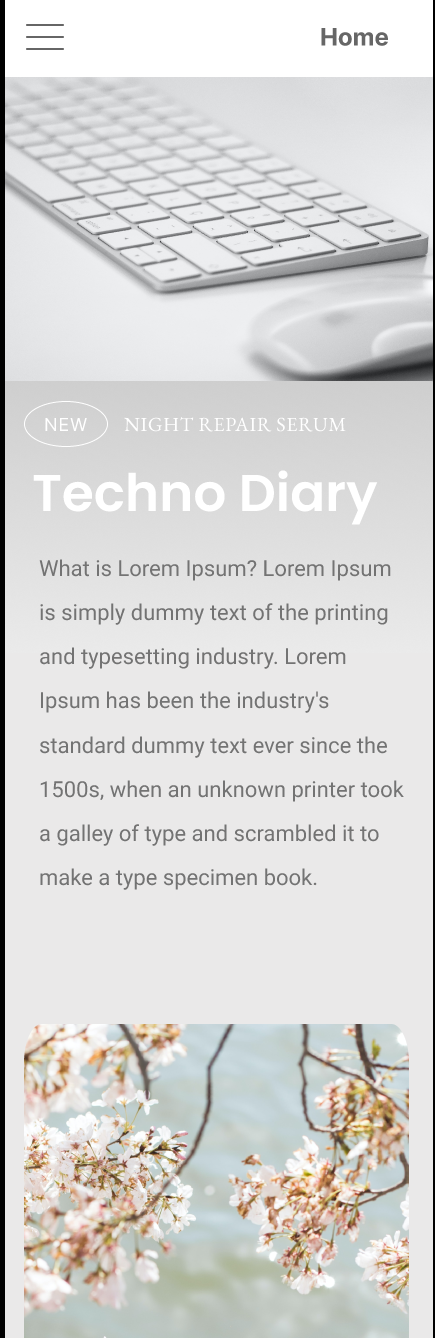 Home
NEW
NIGHT REPAIR SERUM
Techno Diary
What is Lorem Ipsum? Lorem Ipsum
is simply dummy text of the printing
and typesetting industry. Lorem
Ipsum has been the industry's
standard dummy text ever since the
1500s, when an unknown printer took
a galley of type and scrambled it to
make a type specimen book.